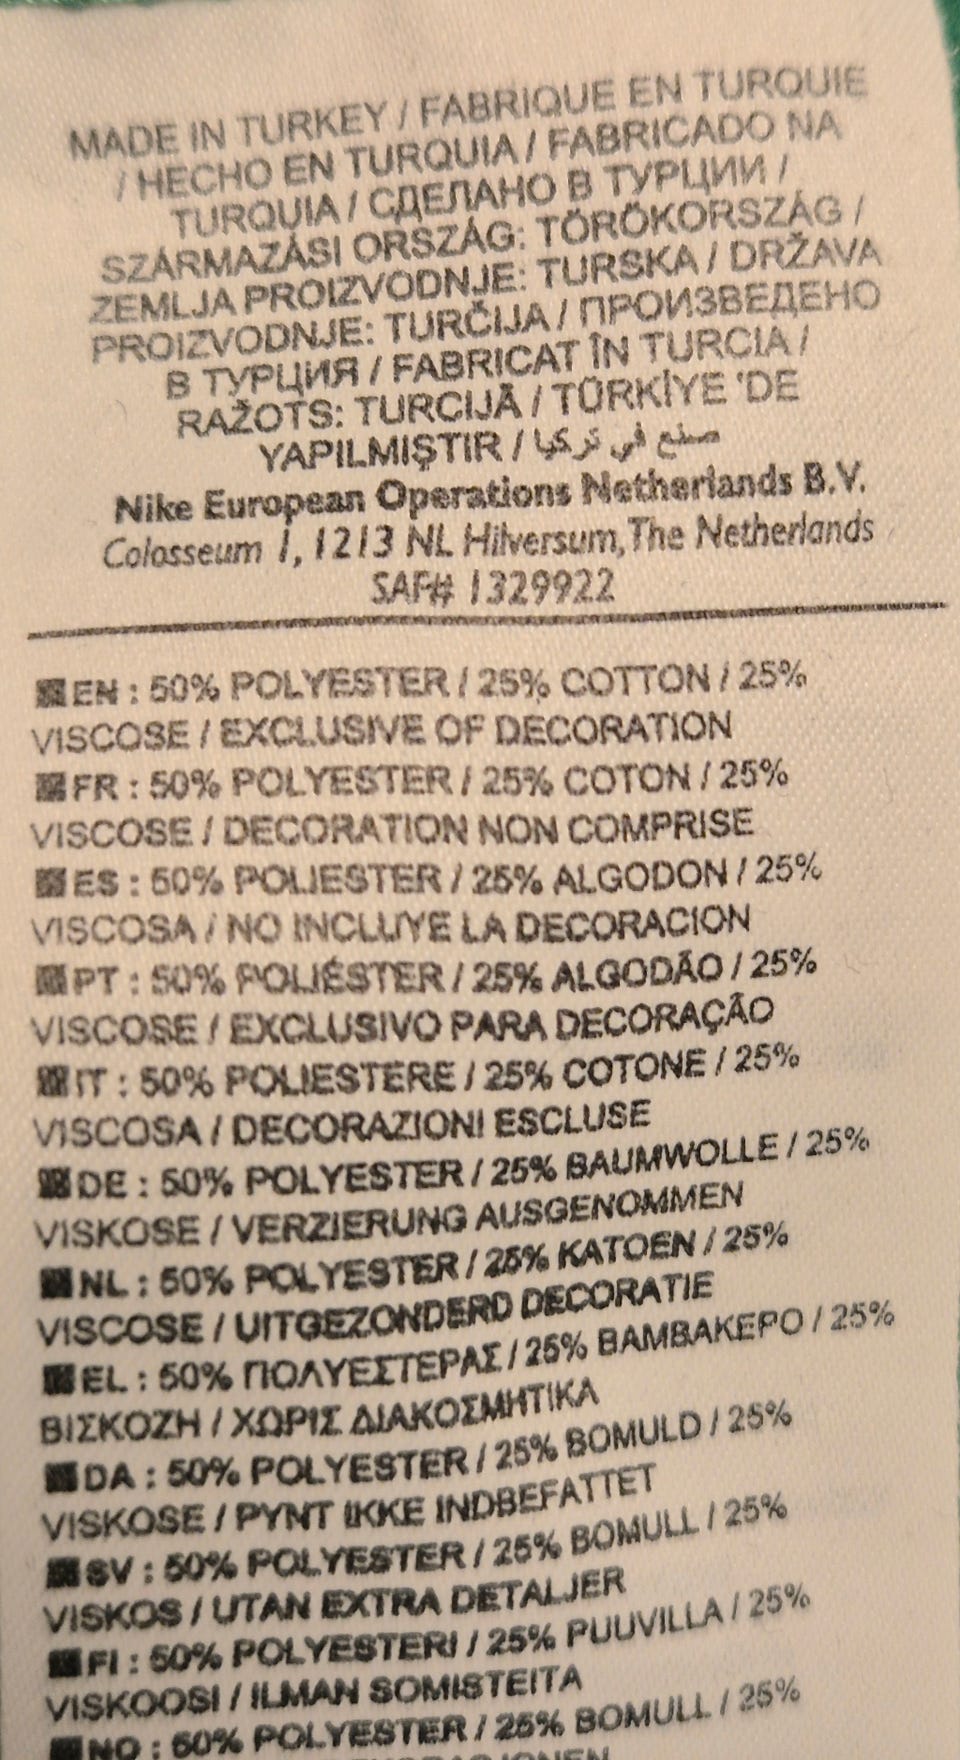 MADE IN TURKEY / FABRIQUE EN TURQUIE
/ HECHO EN TURQUIA / FABRICADO NA
TURQUIA / СДЕЛАНО В ТУРЦИИ /
SZÁRMAZÁSI ORSZÁG: TÖRÖKORSZÁG /
ZEMLJA PROIZVODNJE: TURSKA / DRŽAVA
PROIZVODNJE: TURČIJA / ПРОИЗВЕДЕНО
В ТУРЦИЯ / FABRICAT ÎN TURCIA /
RAŽOTS: TURCIJĀ / TÜRKİYE 'DE
YAPILMIŞTIR / صنع في تركيا
Nike European Operations Netherlands B.V.
Colosseum 1, 1213 NL Hilversum, The Netherlands
SAF# 1329922
EN : 50% POLYESTER / 25% COTTON / 25%
VISCOSE / EXCLUSIVE OF DECORATION
FR : 50% POLYESTER / 25% COTON / 25%
VISCOSE / DECORATION NON COMPRISE
ES : 50% POLIESTER / 25% ALGODON / 25%
VISCOSA / NO INCLUYE LA DECORACION
PT : 50% POLIÉSTER / 25% ALGODÃO / 25%
VISCOSE / EXCLUSIVO PARA DECORAÇÃO
IT : 50% POLIESTERE / 25% COTONE / 25%
VISCOSA / DECORAZIONI ESCLUSE
DE : 50% POLYESTER / 25% BAUMWOLLE / 25%
VISKOSE / VERZIERUNG AUSGENOMMEN
NL : 50% POLYESTER / 25% KATOEN / 25%
VISCOSE / UITGEZONDERD DECORATIE
EL : 50% ΠΟΛΥΕΣΤΕΡΑΣ / 25% ΒΑΜΒΑΚΕΡΟ / 25%
ΒΙΣΚΟΖΗ / ΧΩΡΙΣ ΔΙΑΚΟΣΜΗΤΙΚΑ
DA : 50% POLYESTER / 25% BOMULD / 25%
VISKOSE / PYNT IKKE INDBEFATTET
SV : 50% POLYESTER / 25% BOMULL / 25%
VISKOS / UTAN EXTRA DETALJER
FI : 50% POLYESTERI / 25% PUUVILLA / 25%
VISKOOSI / ILMAN SOMISTEITA
NO : 50% POLYESTER / 25% BOMULL / 25%